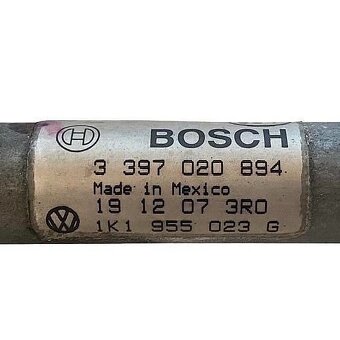 BOSCH
3 397 020 894
Made in Mexico
19 12 07 3R0
1K1 955 023 G